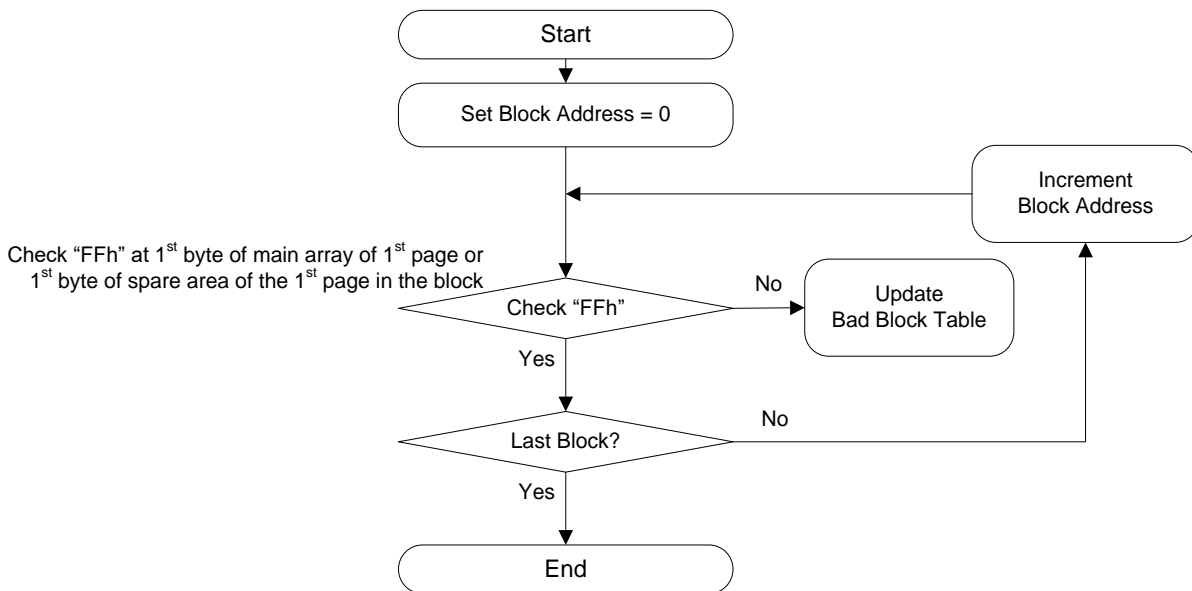 Start
Set Block Address = 0
Increment
Block Address
Check “FFh” at 1st byte of main array of 1st page or
1st byte of spare area of the 1st page in the block
Check “FFh”
No
Update
Bad Block Table
Yes
Last Block?
No
Yes
End